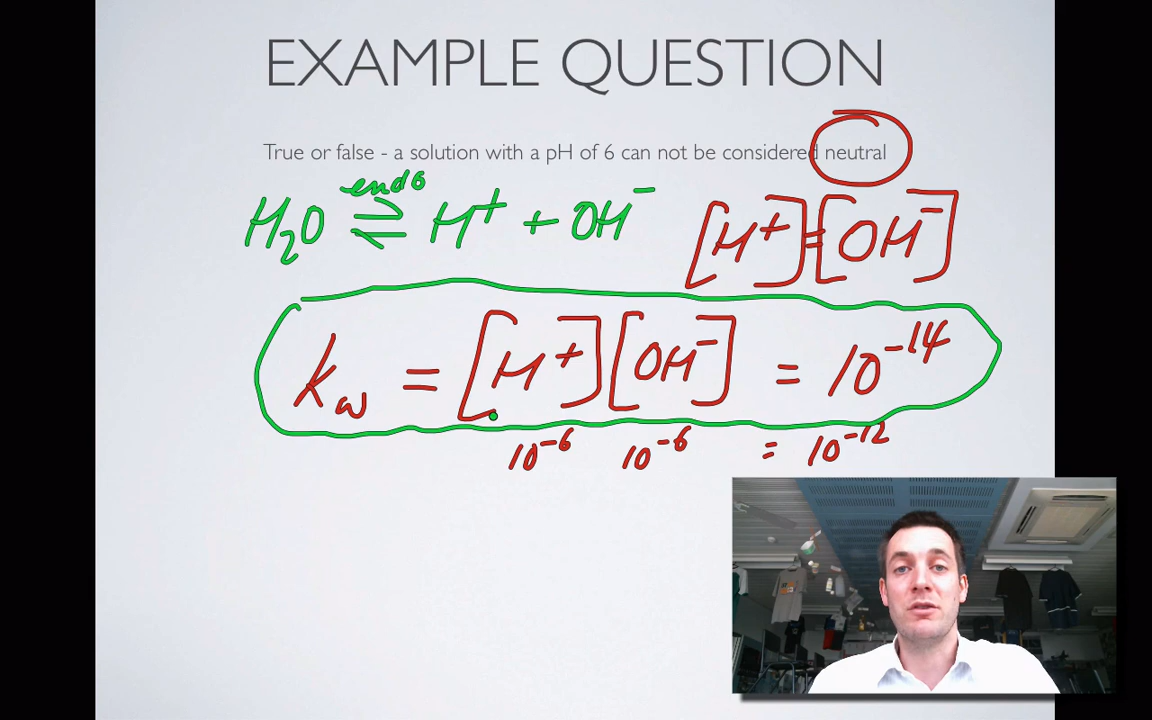 EXAMPLE QUESTION
True or false - a solution with a pH of 6 can not be considered neutral
endo
H2O ⇌ H+ + OH-
[H+] = [OH-]
Kw = [H+][OH-] = 10^-14
10^-6 10^-6 = 10^-12